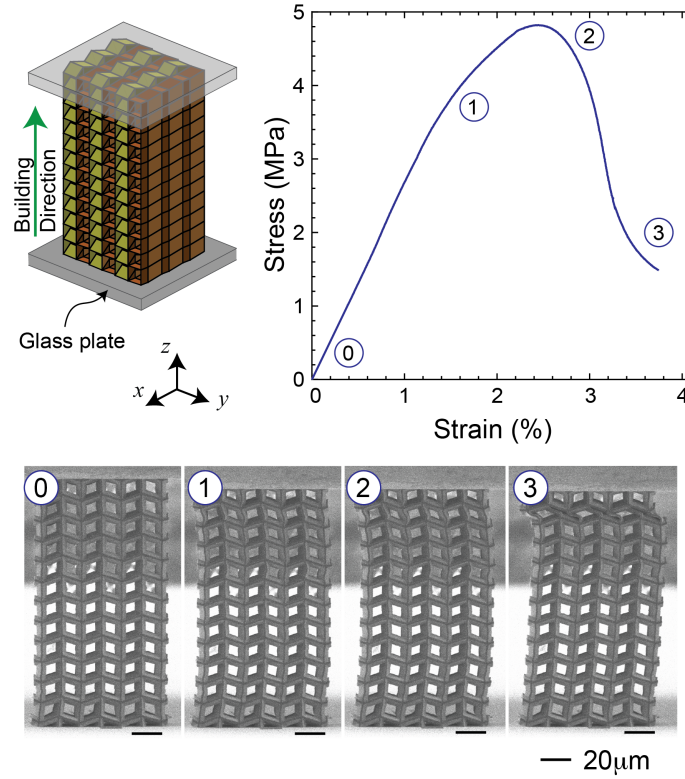 Building
Direction
Glass plate
z
x
y
Stress (MPa)
5
4
3
2
1
0
0
1
2
3
4
Strain (%)
0
1
2
3
0
1
2
3
20μm